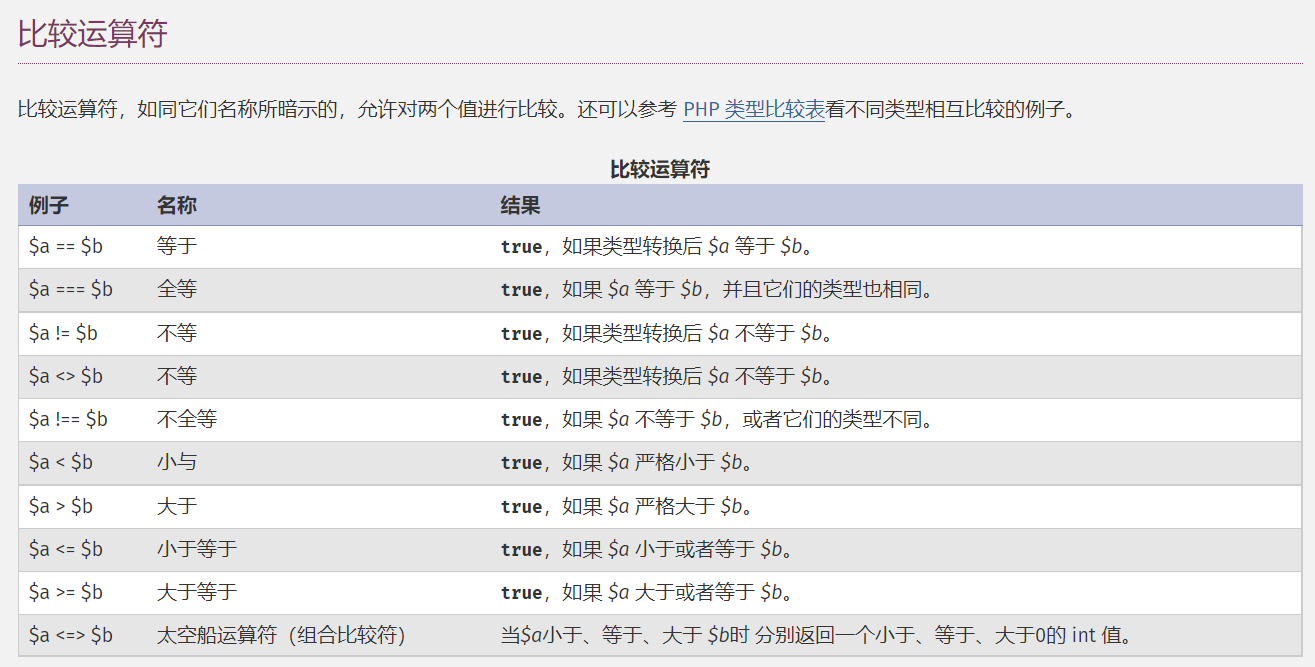 比较运算符
比较运算符，如同它们名称所暗示的，允许对两个值进行比较。还可以参考 PHP 类型比较表看不同类型相互比较的例子。
比较运算符
例子 名称 结果
$a == $b 等于 true，如果类型转换后 $a 等于 $b。
$a === $b 全等 true，如果 $a 等于 $b，并且它们的类型也相同。
$a != $b 不等 true，如果类型转换后 $a 不等于 $b。
$a <> $b 不等 true，如果类型转换后 $a 不等于 $b。
$a !== $b 不全等 true，如果 $a 不等于 $b，或者它们的类型不同。
$a < $b 小与 true，如果 $a 严格小于 $b。
$a > $b 大于 true，如果 $a 严格大于 $b。
$a <= $b 小于等于 true，如果 $a 小于或者等于 $b。
$a >= $b 大于等于 true，如果 $a 大于或者等于 $b。
$a <=> $b 太空船运算符（组合比较符） 当$a小于、等于、大于 $b时 分别返回一个小于、等于、大于0的 int 值。